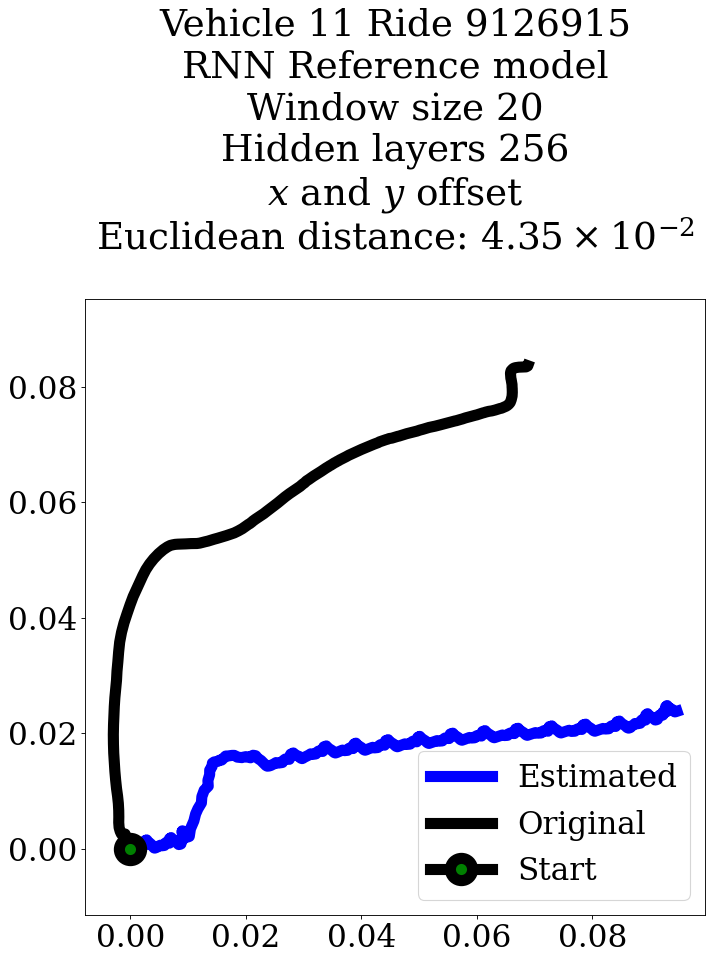 Vehicle 11 Ride 9126915
RNN Reference model
Window size 20
Hidden layers 256
x and y offset
Euclidean distance: 4.35 × 10⁻²
0.08
0.06
0.04
0.02
0.00
Estimated
Original
Start
0.00 0.02 0.04 0.06 0.08